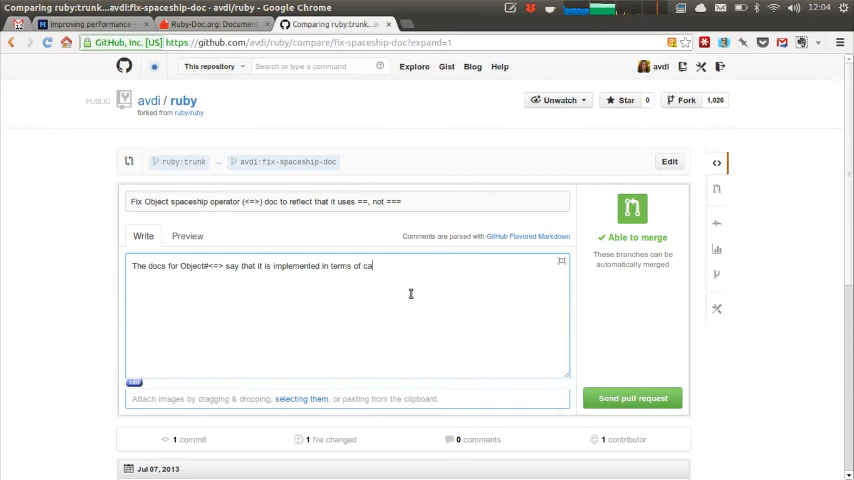 Comparing ruby:trunk...avdi:fix-spaceship-doc · avdi/ruby - Google Chrome
12:04
Improving performance
Ruby-Doc.org: Document
Comparing ruby:trunk...
GitHub, Inc. [US] https://github.com/avdi/ruby/compare/fix-spaceship-doc?expand=1
This repository
Search or type a command
Explore
Gist
Blog
Help
avdi
PUBLIC
avdi / ruby
forked from ruby/ruby
Unwatch
Star
0
Fork
1,026
ruby:trunk
...
avdi:fix-spaceship-doc
Edit
Fix Object spaceship operator (<=>) doc to reflect that it uses ==, not ===
Write
Preview
Comments are parsed with GitHub Flavored Markdown
The docs for Object#<=> say that it is implemented in terms of ca
edit
Attach images by dragging & dropping, selecting them, or pasting from the clipboard.
Able to merge
These branches can be
automatically merged
Send pull request
1 commit
1 file changed
0 comments
1 contributor
Jul 07, 2013